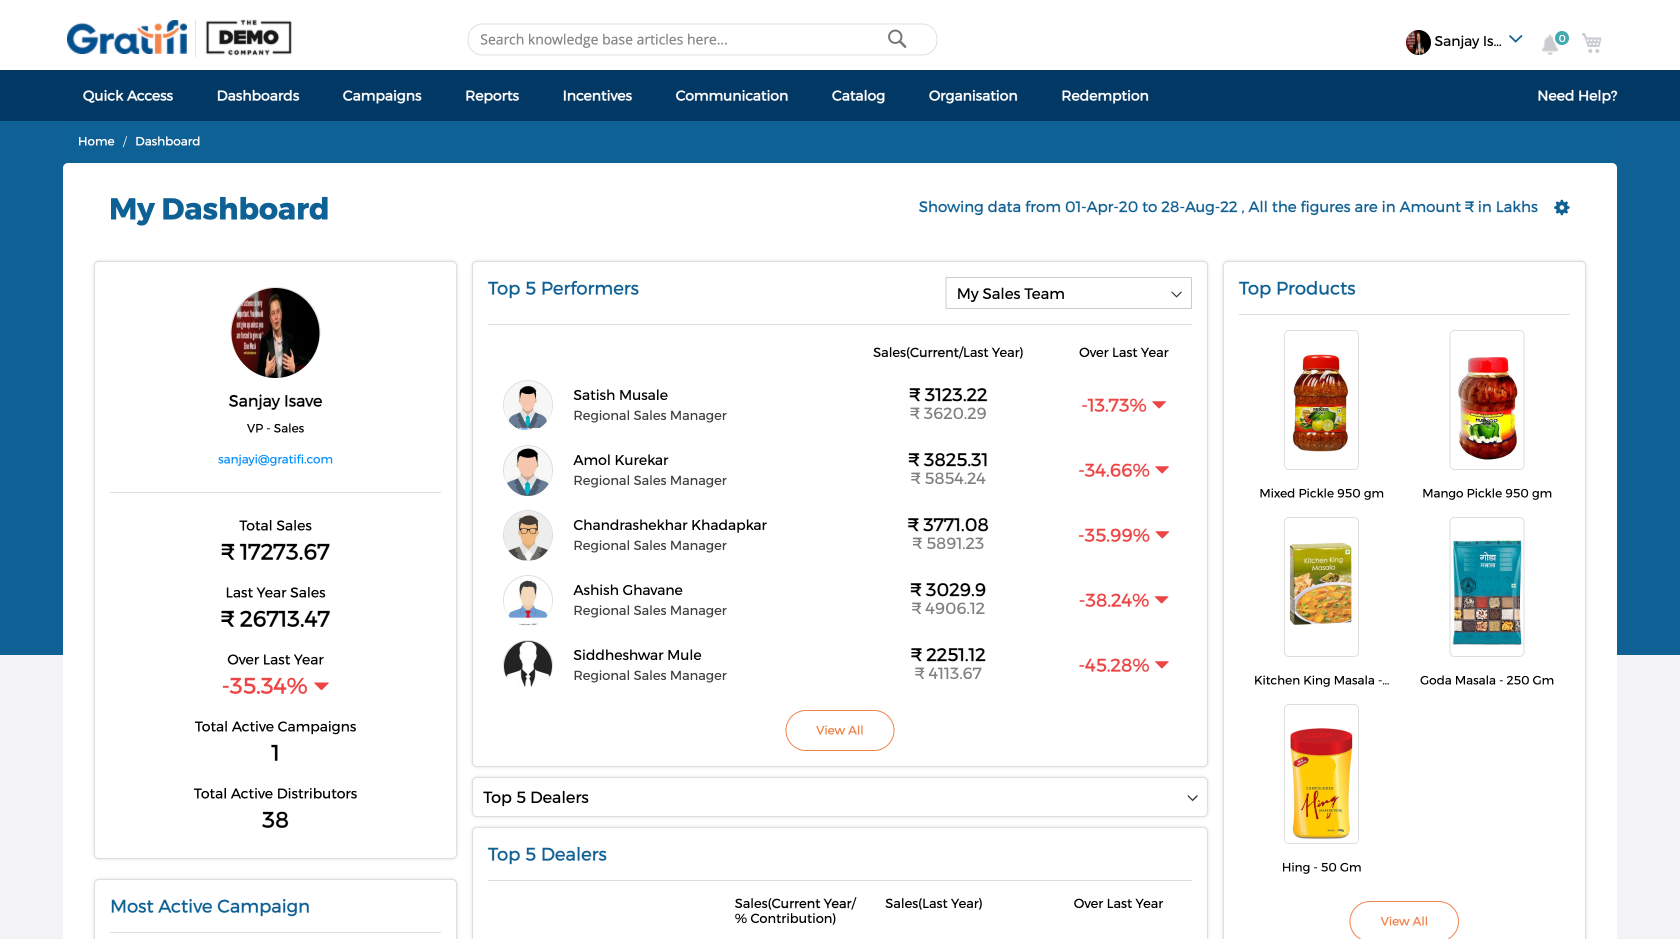 Gratifi
THE
DEMO
COMPANY
Search knowledge base articles here...
Sanjay Is...
0
Quick Access
Dashboards
Campaigns
Reports
Incentives
Communication
Catalog
Organisation
Redemption
Need Help?
Home / Dashboard
My Dashboard
Showing data from 01-Apr-20 to 28-Aug-22 , All the figures are in Amount ₹ in Lakhs
Sanjay Isave
VP - Sales
sanjayi@gratifi.com
Total Sales
₹ 17273.67
Last Year Sales
₹ 26713.47
Over Last Year
-35.34%
Total Active Campaigns
1
Total Active Distributors
38
Most Active Campaign
Top 5 Performers
My Sales Team
Sales(Current/Last Year)
Over Last Year
Satish Musale
Regional Sales Manager
₹ 3123.22
₹ 3620.29
-13.73%
Amol Kurekar
Regional Sales Manager
₹ 3825.31
₹ 5854.24
-34.66%
Chandrashekhar Khadapkar
Regional Sales Manager
₹ 3771.08
₹ 5891.23
-35.99%
Ashish Ghavane
Regional Sales Manager
₹ 3029.9
₹ 4906.12
-38.24%
Siddheshwar Mule
Regional Sales Manager
₹ 2251.12
₹ 4113.67
-45.28%
View All
Top 5 Dealers
Top 5 Dealers
Sales(Current Year/
% Contribution)
Sales(Last Year)
Over Last Year
Top Products
Mixed Pickle 950 gm
Mango Pickle 950 gm
Kitchen King
Masala
गोडा
मसाला
Kitchen King Masala -...
Goda Masala - 250 Gm
Hing
Hing - 50 Gm
View All